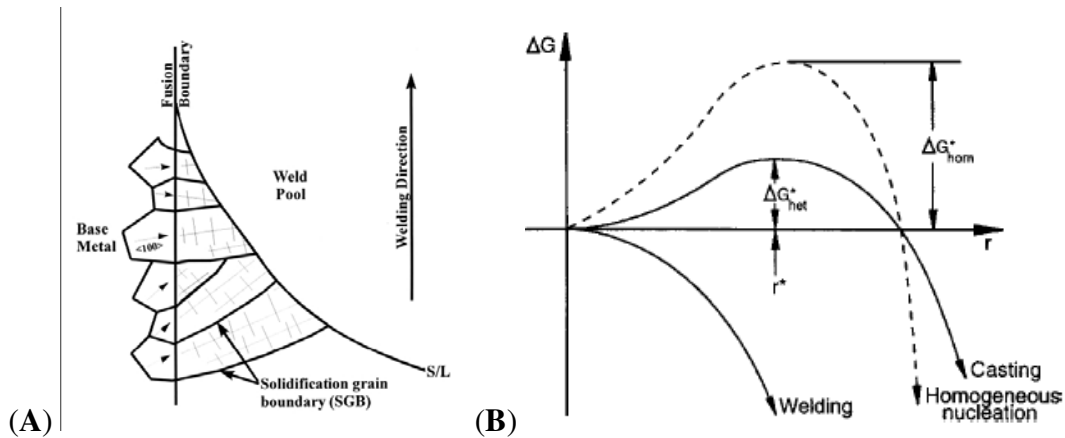 Fusion
Boundary
Weld
Pool
Welding Direction
Base
Metal
<100>
S/L
Solidification grain
boundary (SGB)
(A)
ΔG
ΔG*hom
ΔG*het
r
r*
Welding
Casting
Homogeneous
nucleation
(B)